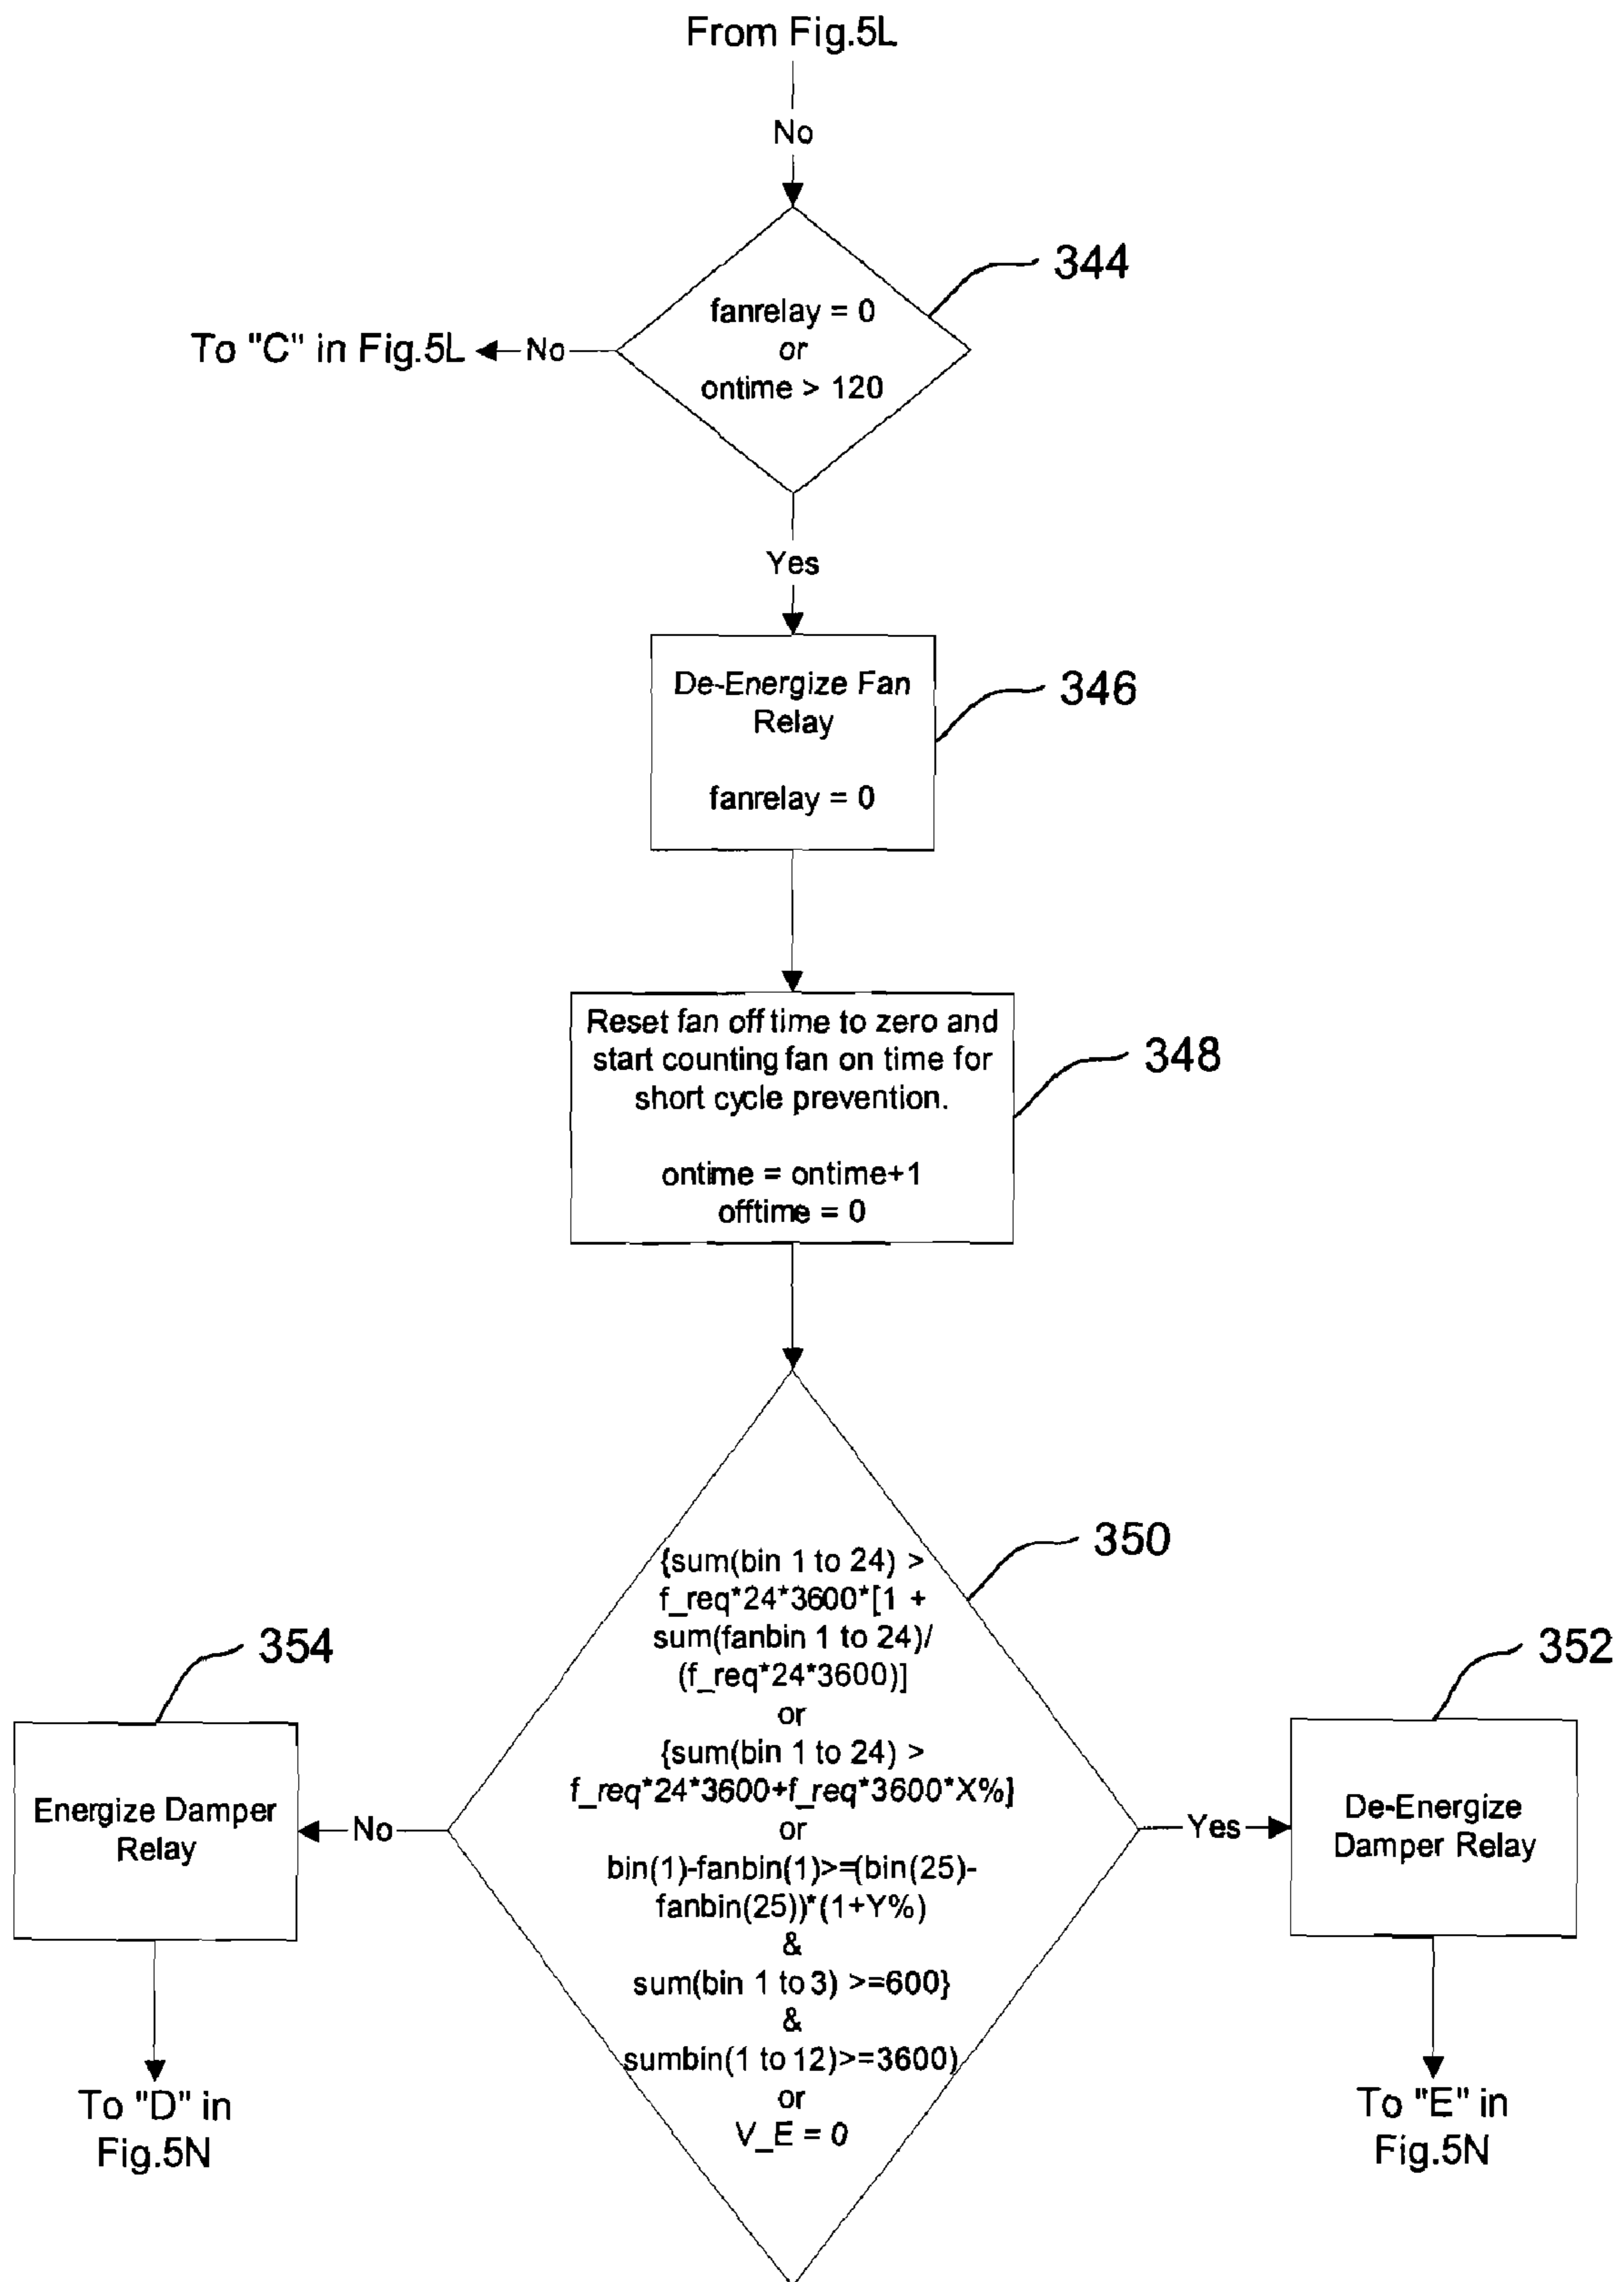 From Fig.5L
No
344
fanrelay = 0
or
ontime > 120
To "C" in Fig.5L
No
Yes
De-Energize Fan
Relay
fanrelay = 0
346
Reset fan off time to zero and
start counting fan on time for
short cycle prevention.
ontime = ontime+1
offtime = 0
348
350
{sum(bin 1 to 24) >
f_req*24*3600*[1 +
sum(fanbin 1 to 24)/
(f_req*24*3600)]
or
{sum(bin 1 to 24) >
f_req*24*3600+f_req*3600*X%]
or
bin(1)-fanbin(1)>=(bin(25)-
fanbin(25))*(1+Y%)
&
sum(bin 1 to 3) >=600}
&
sumbin(1 to 12)>=3600)
or
V_E = 0
354
Energize Damper
Relay
No
Yes
352
De-Energize
Damper Relay
To "D" in
Fig.5N
To "E" in
Fig.5N